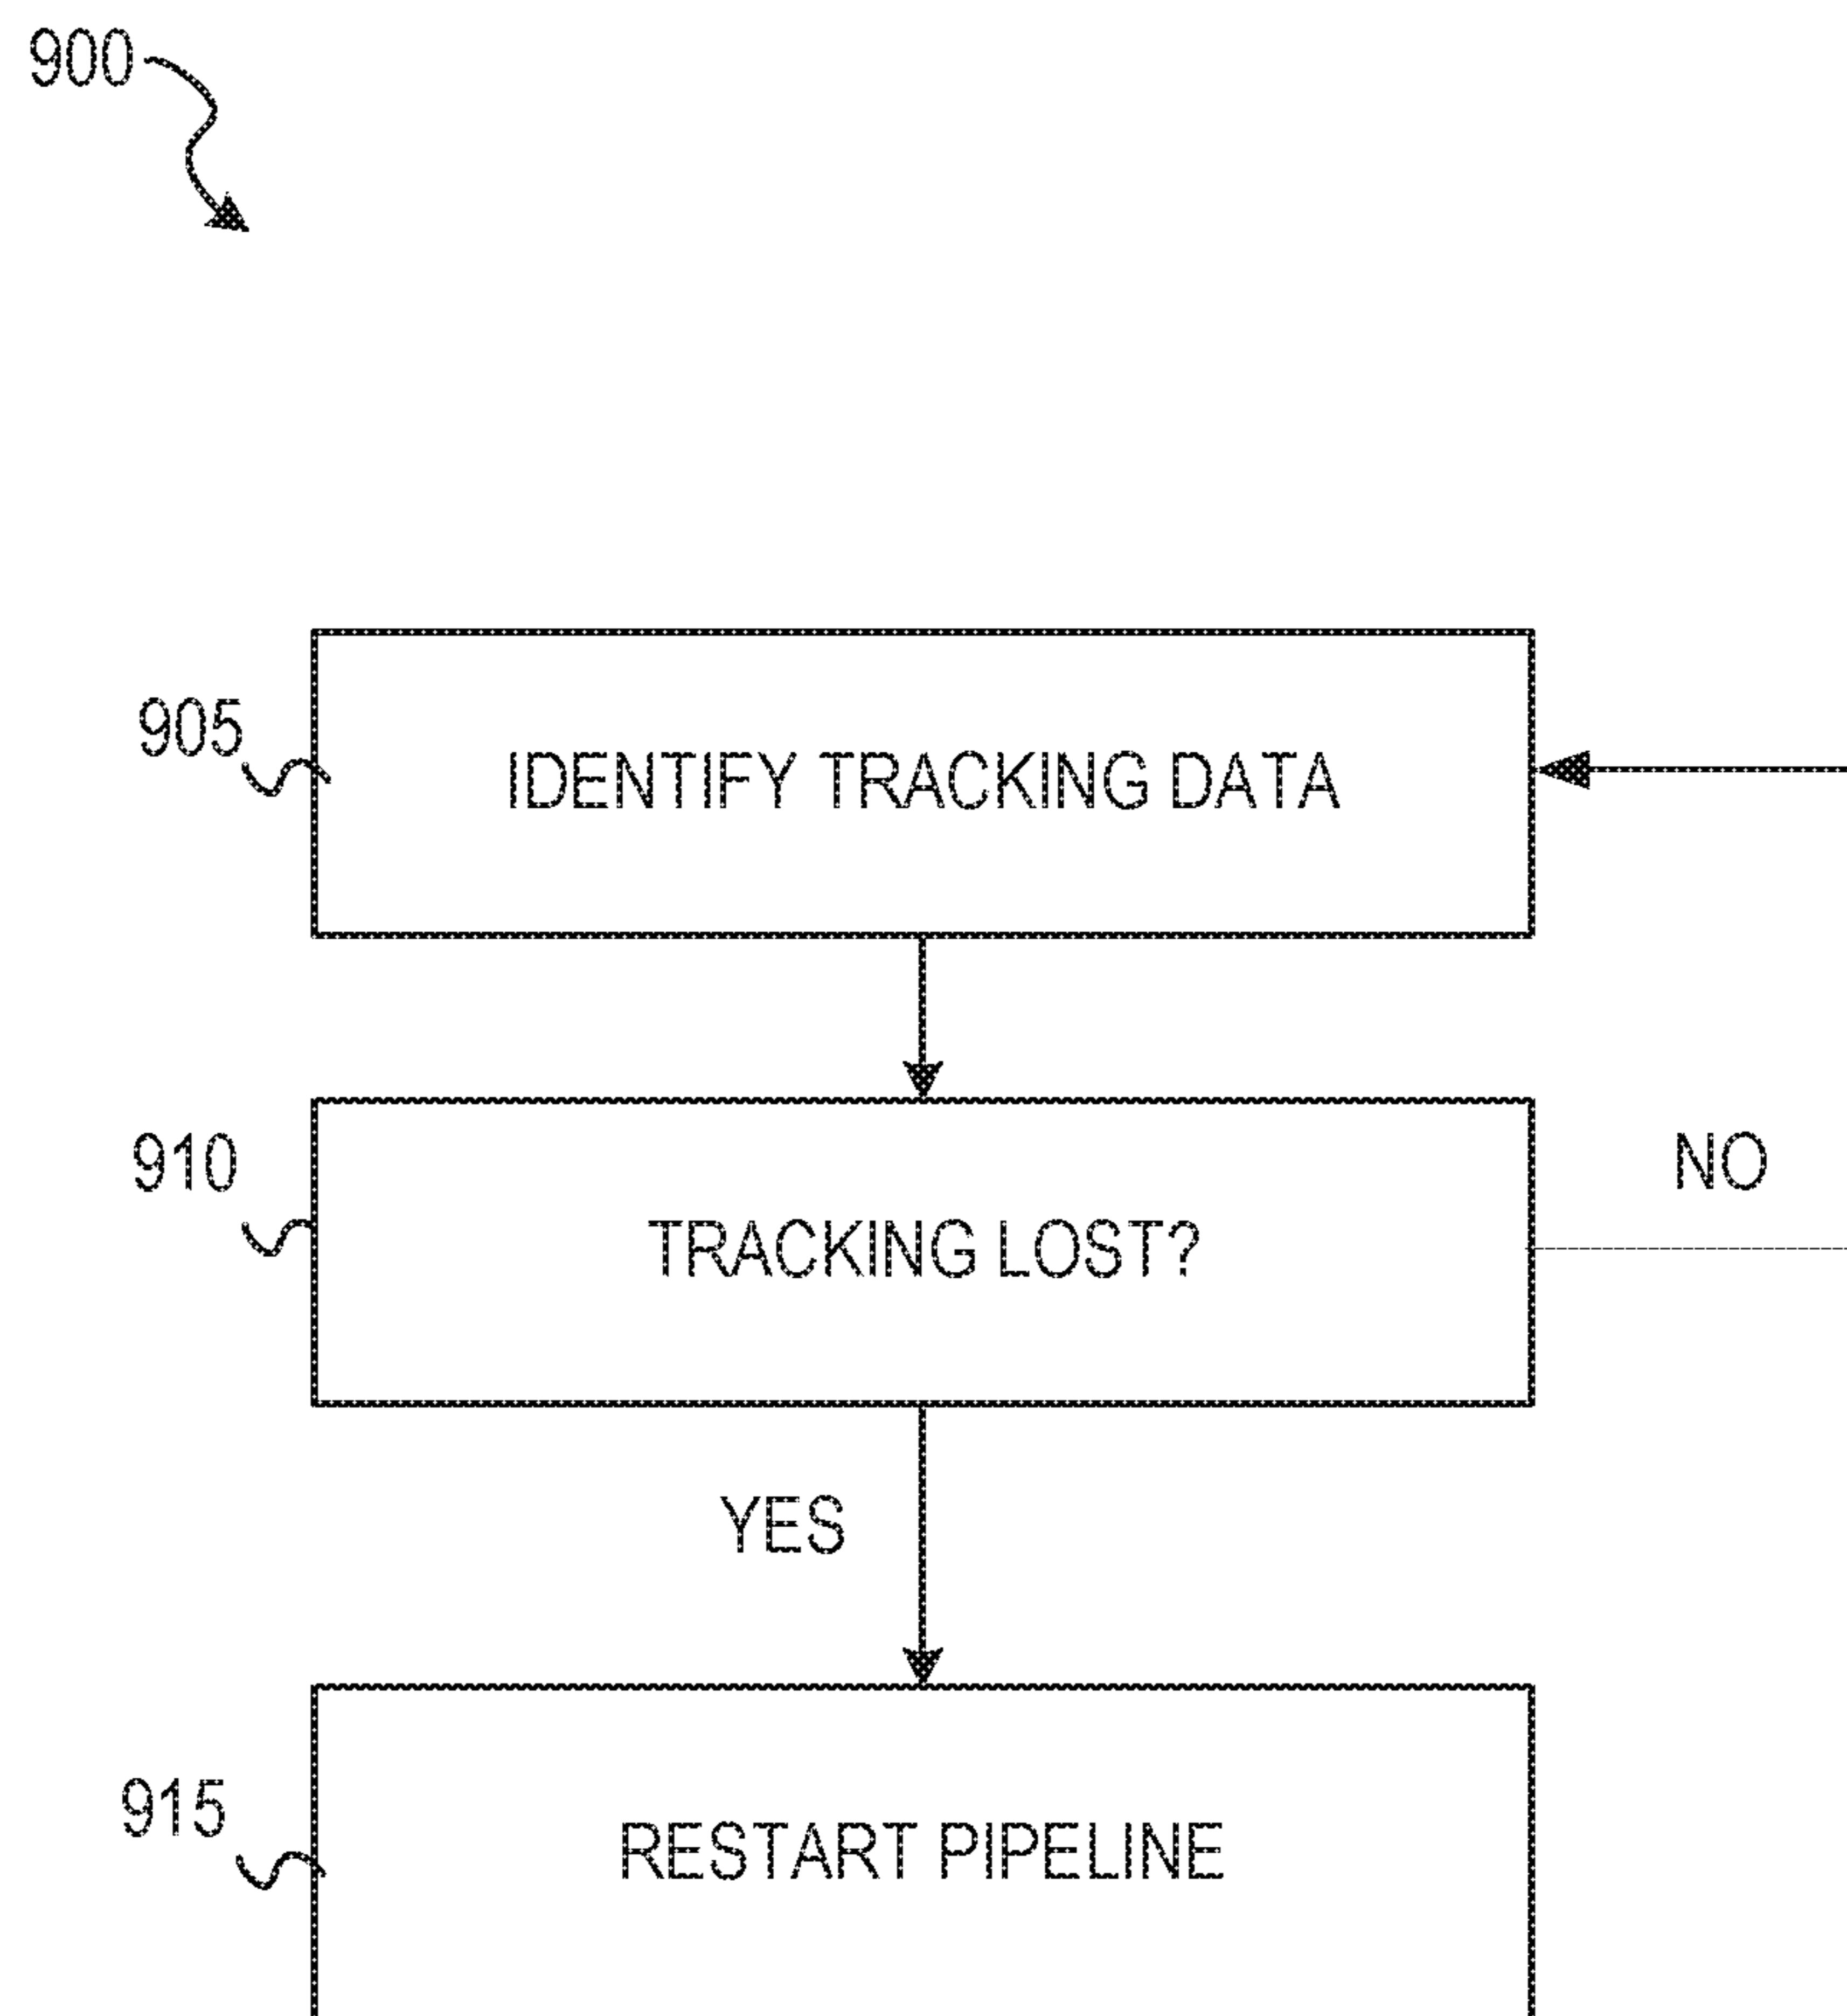 900
905
IDENTIFY TRACKING DATA
910
NO
TRACKING LOST?
YES
915
RESTART PIPELINE